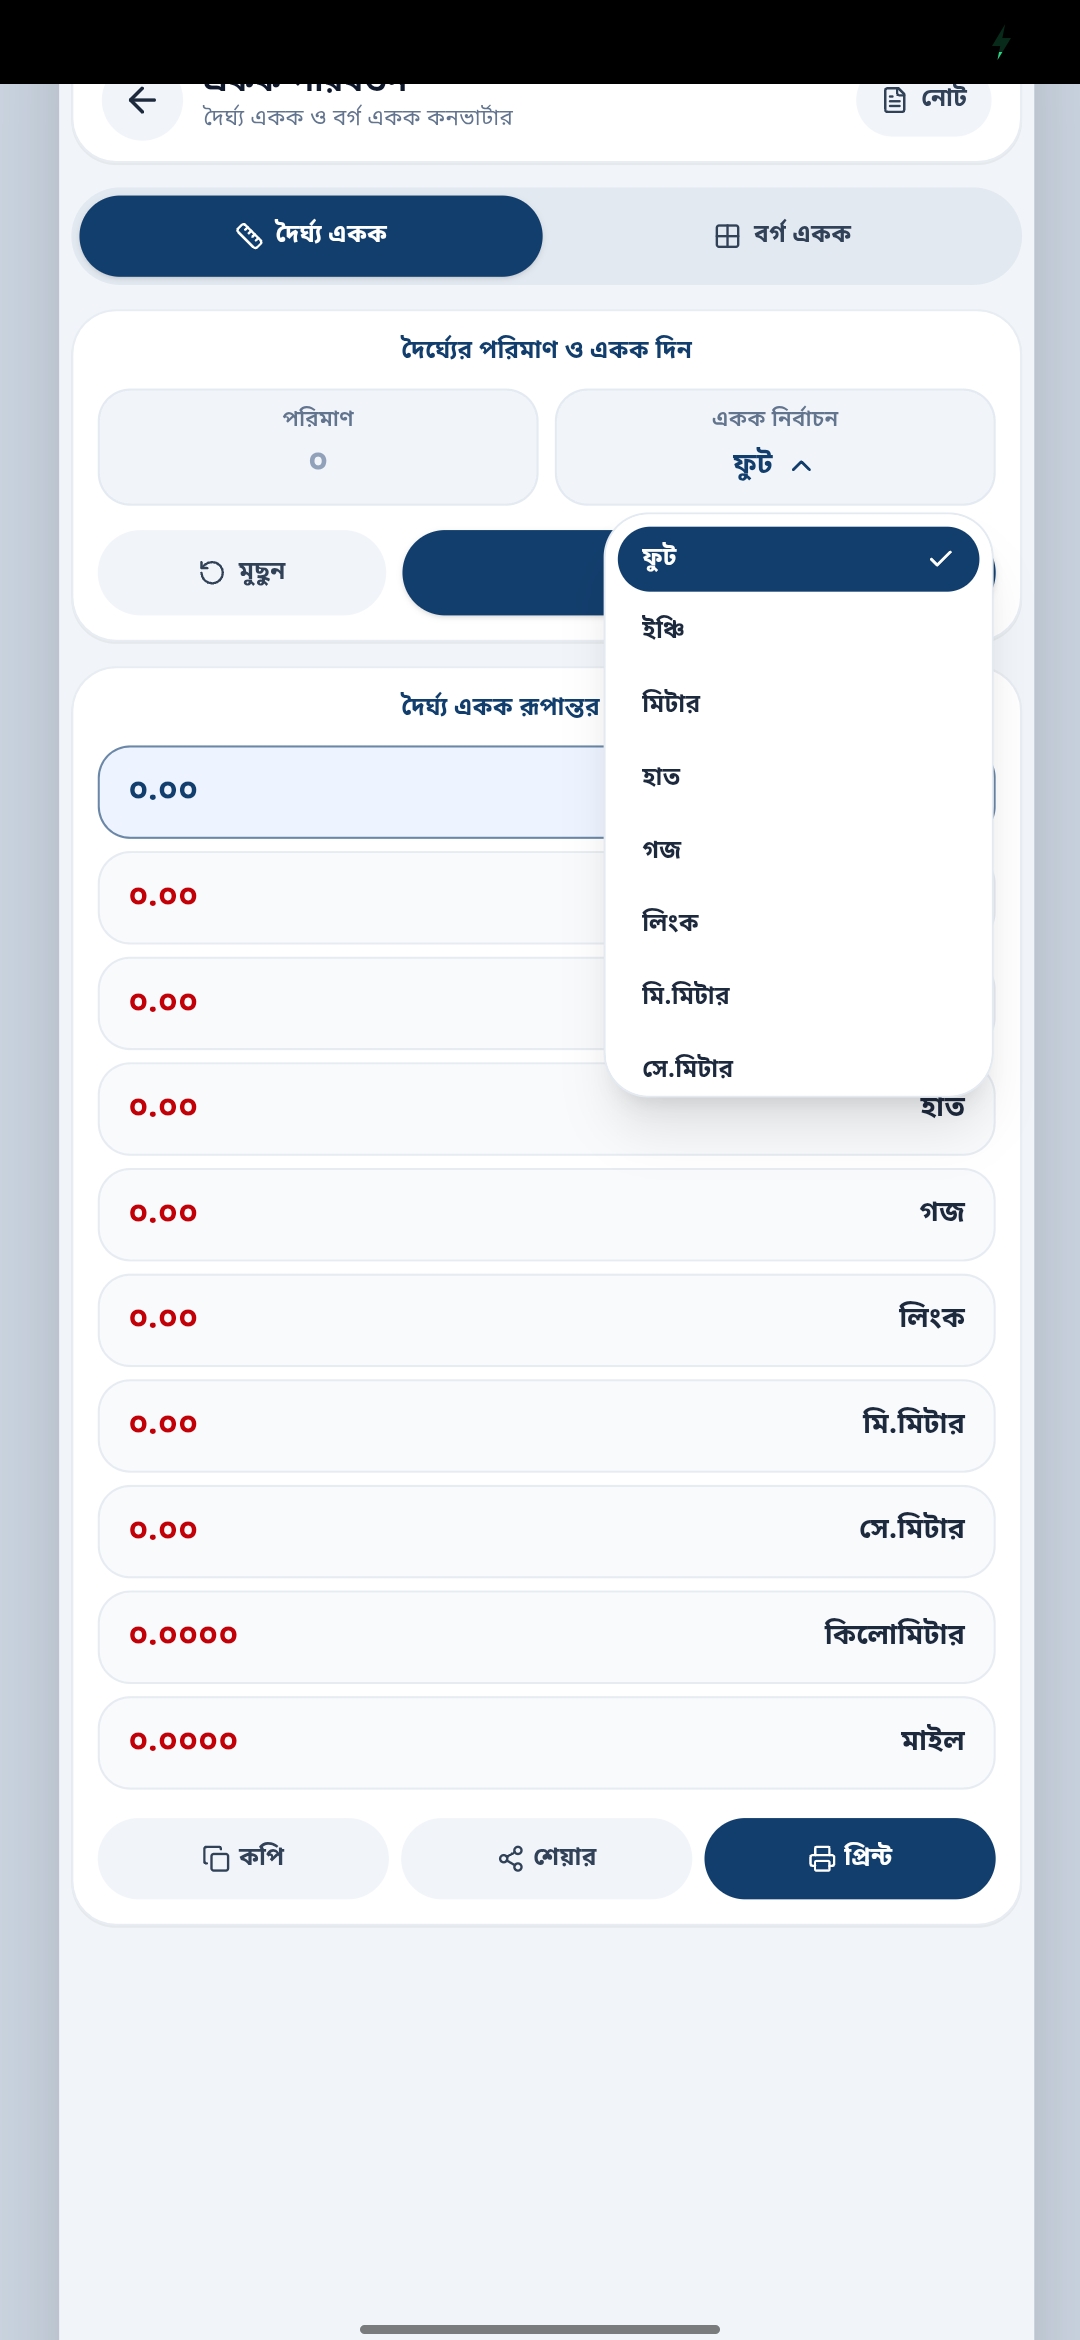 দৈর্ঘ্য একক ও বর্গ একক কনভার্টার
নোট
দৈর্ঘ্য একক
বর্গ একক
দৈর্ঘ্যের পরিমাণ ও একক দিন
পরিমাণ
০
একক নির্বাচন
ফুট
মুছুন
ফুট
ইঞ্চি
মিটার
হাত
গজ
লিংক
মি.মিটার
সে.মিটার
দৈর্ঘ্য একক রূপান্তর
০.০০
০.০০
০.০০
০.০০ হাত
০.০০ গজ
০.০০ লিংক
০.০০ মি.মিটার
০.০০ সে.মিটার
০.০০০০ কিলোমিটার
০.০০০০ মাইল
কপি
শেয়ার
প্রিন্ট